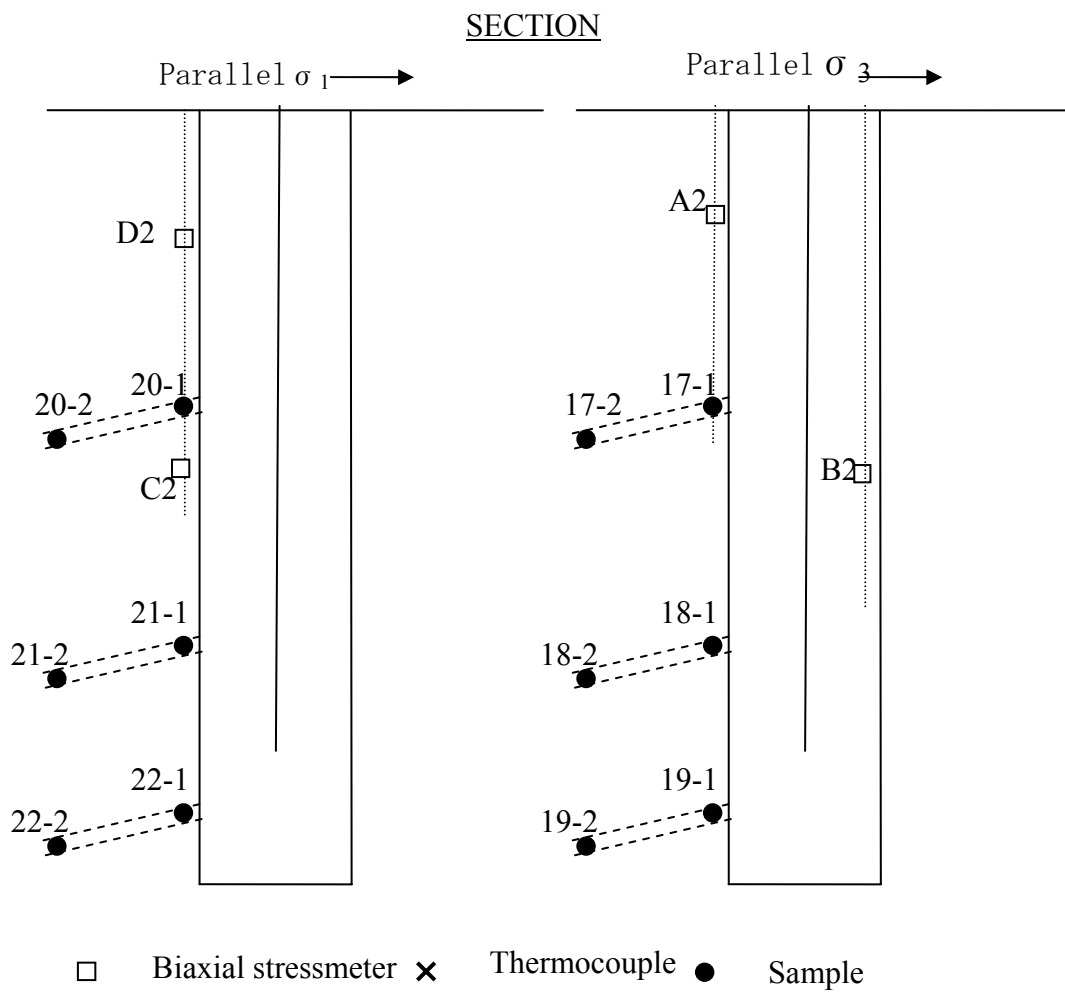 SECTION
Parallel σ 1
Parallel σ 3
A2
D2
20-1
17-1
20-2
17-2
B2
C2
21-1
18-1
21-2
18-2
22-1
19-1
22-2
19-2
Biaxial stressmeter
Thermocouple
Sample